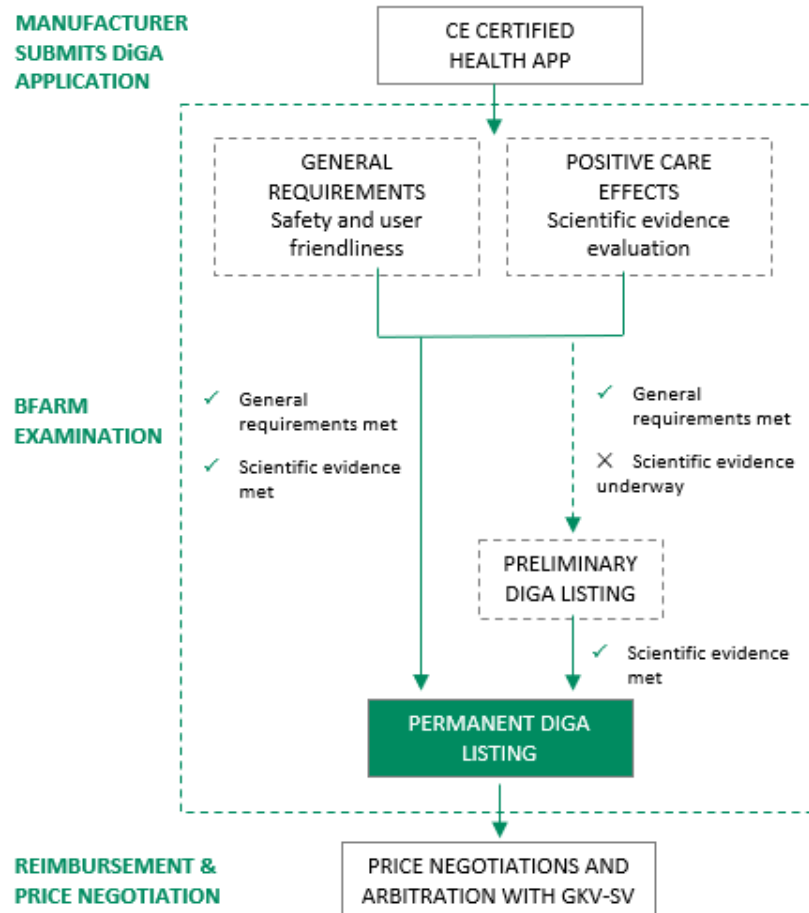 MANUFACTURER
SUBMITS DiGA
APPLICATION
CE CERTIFIED
HEALTH APP
GENERAL
REQUIREMENTS
Safety and user
friendliness
POSITIVE CARE
EFFECTS
Scientific evidence
evaluation
BFARM
EXAMINATION
✓ General
requirements met
✓ Scientific evidence
met
✓ General
requirements met
✕ Scientific evidence
underway
PRELIMINARY
DIGA LISTING
✓ Scientific evidence
met
PERMANENT DIGA
LISTING
REIMBURSEMENT &
PRICE NEGOTIATION
PRICE NEGOTIATIONS AND
ARBITRATION WITH GKV-SV